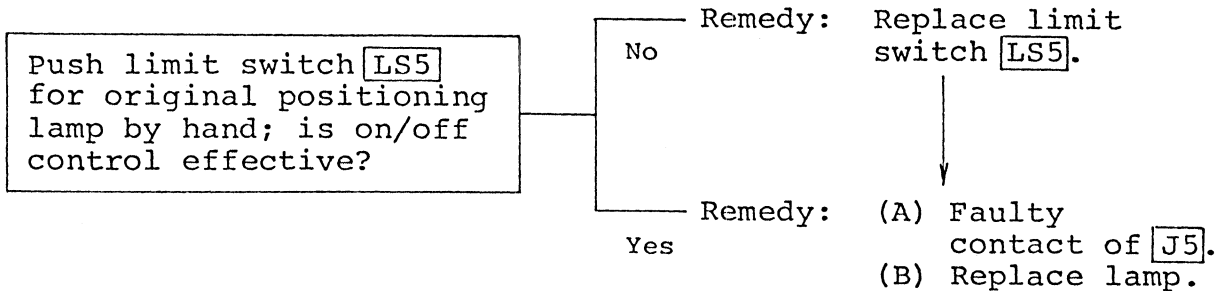 Push limit switch LS5
for original positioning
lamp by hand; is on/off
control effective?
No
Remedy: Replace limit
switch LS5.
Yes
Remedy: (A) Faulty
contact of J5.
(B) Replace lamp.